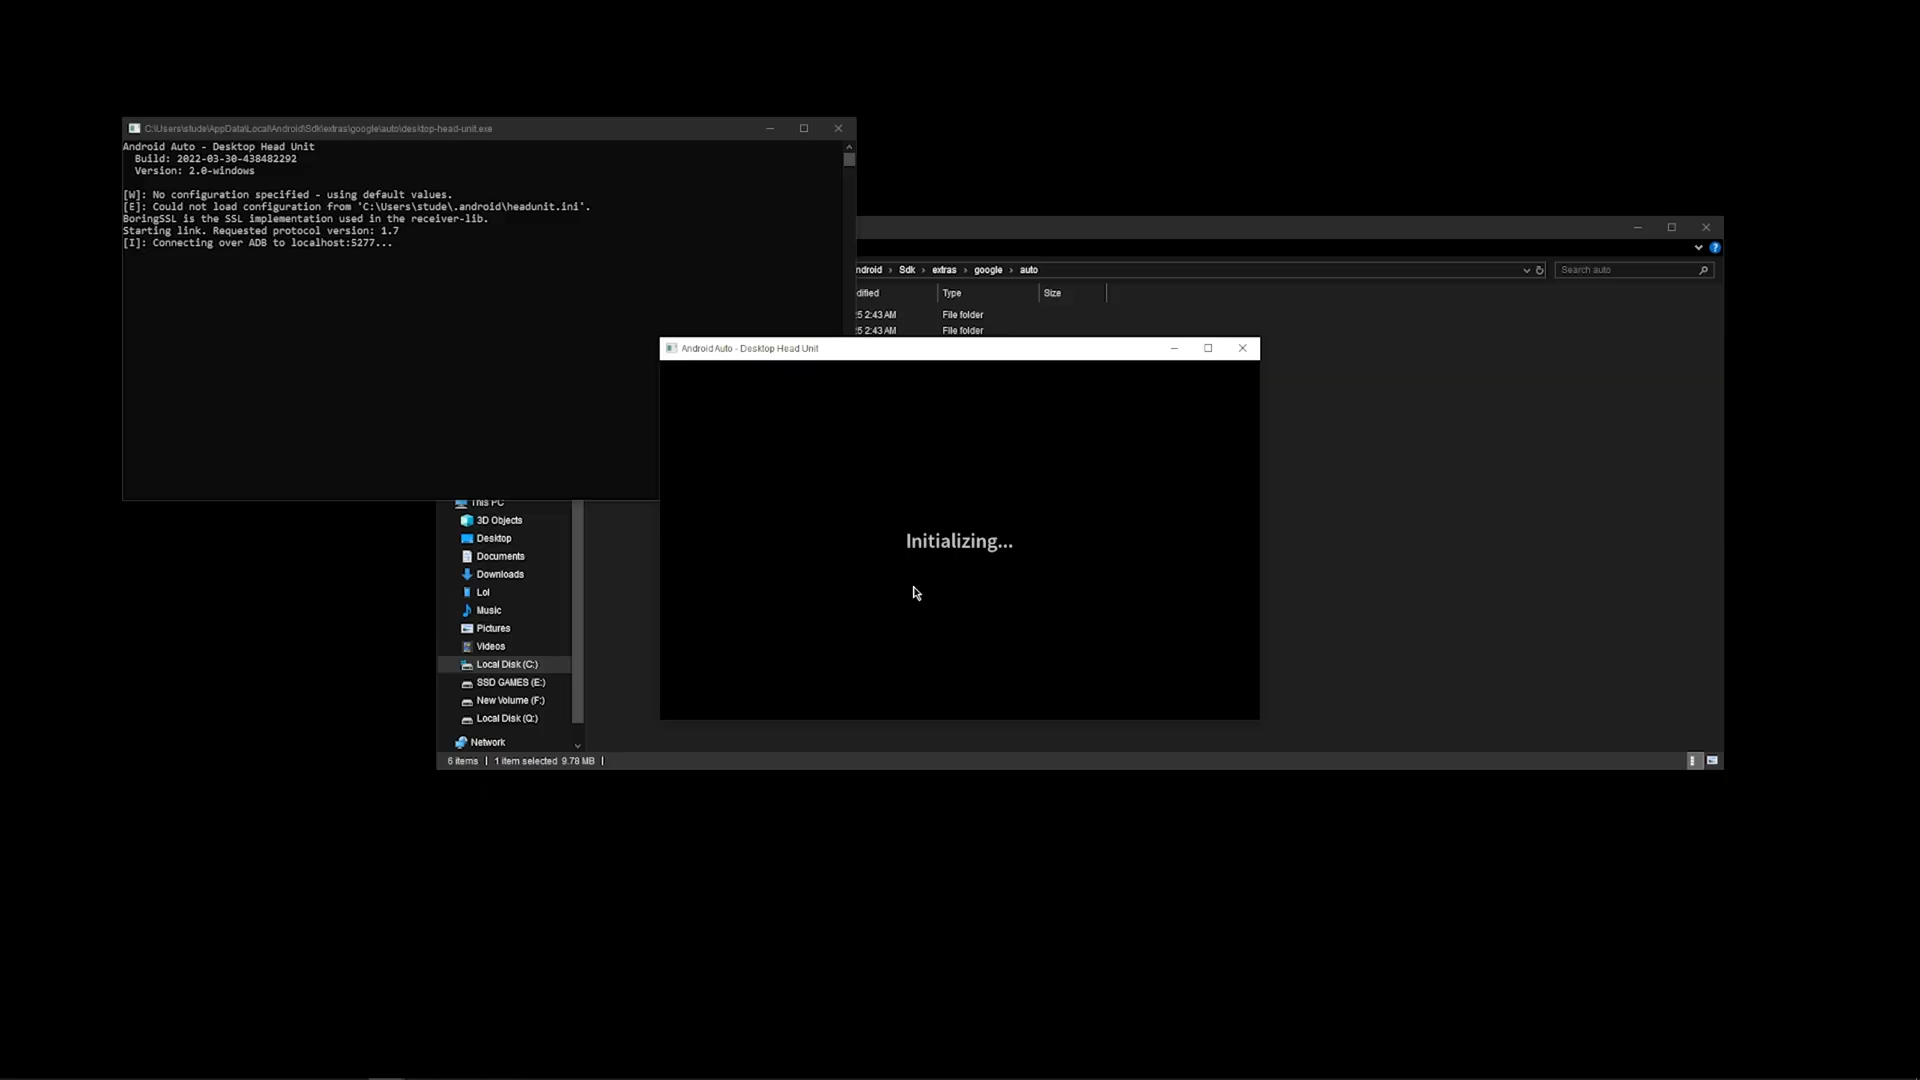 C:\Users\stude\AppData\Local\Android\Sdk\extras\google\auto\desktop-head-unit.exe
Android Auto - Desktop Head Unit
Build: 2022-03-30-438482292
Version: 2.0-windows
[W]: No configuration specified - using default values.
[E]: Could not load configuration from 'C:\Users\stude\.android\headunit.ini'.
BoringSSL is the SSL implementation used in the receiver-lib.
Starting link. Requested protocol version: 1.7
[I]: Connecting over ADB to localhost:5277...
ndroid › Sdk › extras › google › auto
Search auto
dified Type Size
25 2:43 AM File folder
25 2:43 AM File folder
Android Auto - Desktop Head Unit
Initializing...
This PC
3D Objects
Desktop
Documents
Downloads
Lol
Music
Pictures
Videos
Local Disk (C:)
SSD GAMES (E:)
New Volume (F:)
Local Disk (Q:)
Network
6 items | 1 item selected 9.78 MB |